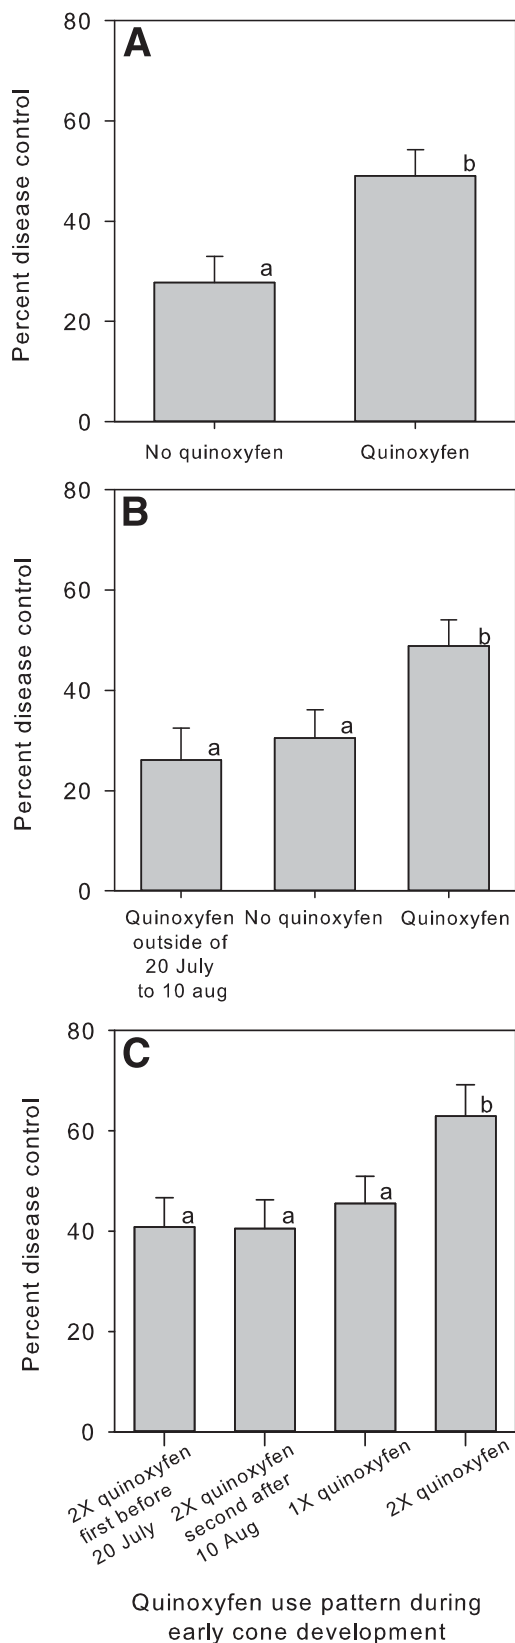 A
Percent disease control
80
60
40
20
0
a
b
No quinoxyfen
Quinoxyfen
B
Percent disease control
80
60
40
20
0
a
a
b
Quinoxyfen
outside of
20 July
to 10 aug
No quinoxyfen
Quinoxyfen
C
Percent disease control
80
60
40
20
0
a
a
a
b
2X quinoxyfen
first before
20 July
2X quinoxyfen
second after
10 Aug
1X quinoxyfen
2X quinoxyfen
Quinoxyfen use pattern during
early cone development